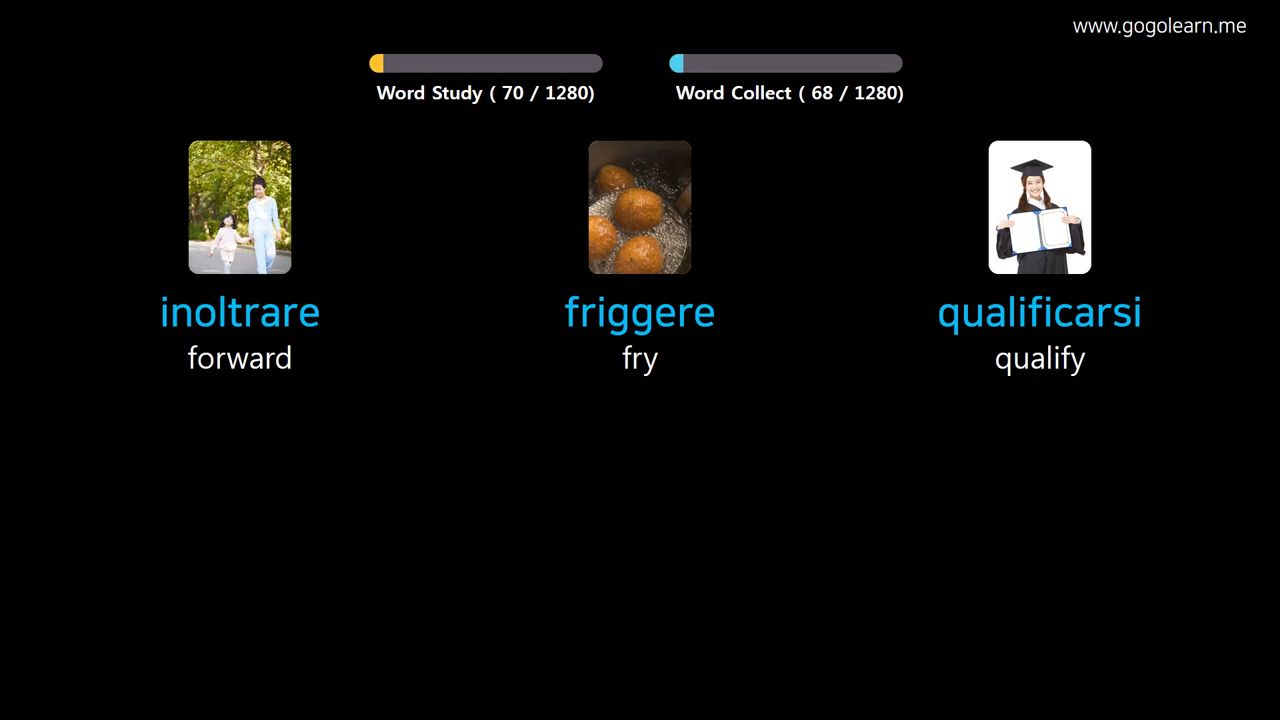 www.gogolearn.me
Word Study ( 70 / 1280)
Word Collect ( 68 / 1280)
inoltrare
friggere
qualificarsi
forward
fry
qualify